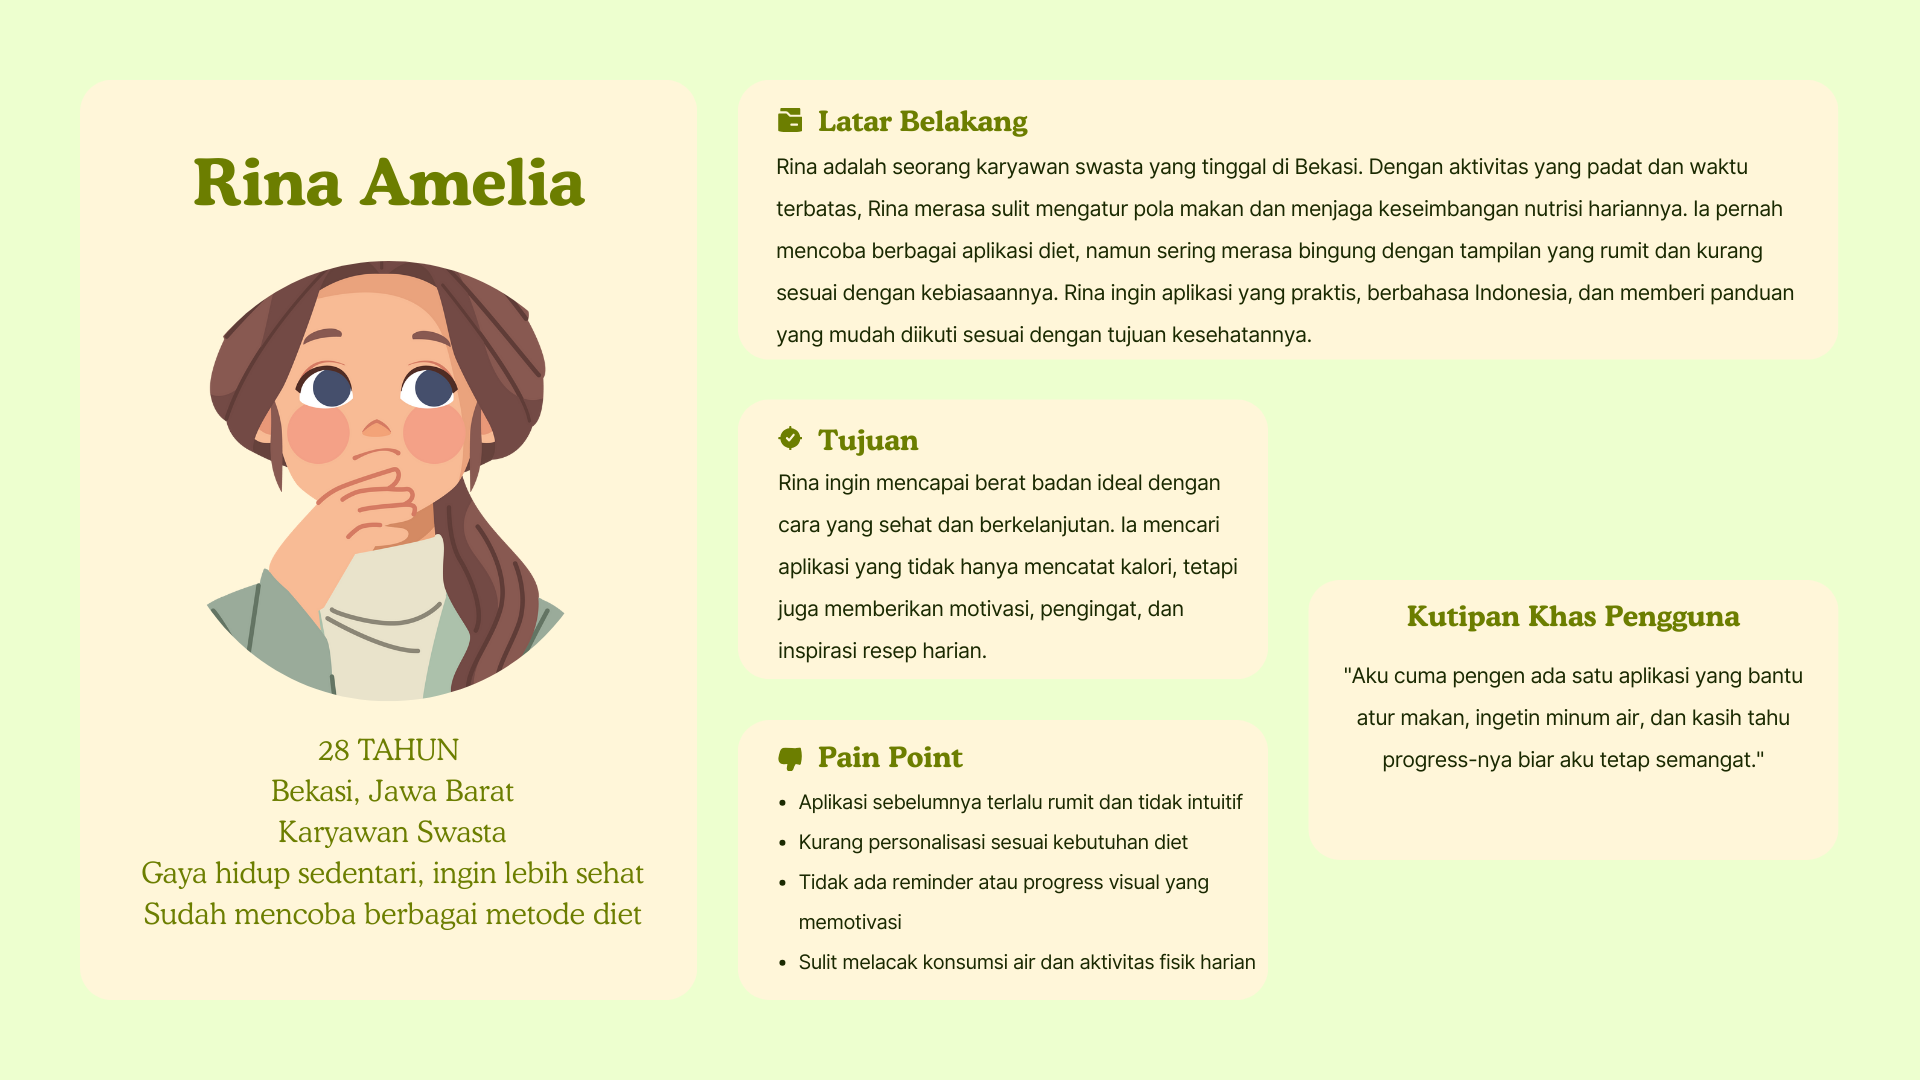 Rina Amelia
28 TAHUN
Bekasi, Jawa Barat
Karyawan Swasta
Gaya hidup sedentari, ingin lebih sehat
Sudah mencoba berbagai metode diet
Latar Belakang
Rina adalah seorang karyawan swasta yang tinggal di Bekasi. Dengan aktivitas yang padat dan waktu
terbatas, Rina merasa sulit mengatur pola makan dan menjaga keseimbangan nutrisi hariannya. Ia pernah
mencoba berbagai aplikasi diet, namun sering merasa bingung dengan tampilan yang rumit dan kurang
sesuai dengan kebiasaannya. Rina ingin aplikasi yang praktis, berbahasa Indonesia, dan memberi panduan
yang mudah diikuti sesuai dengan tujuan kesehatannya.
Tujuan
Rina ingin mencapai berat badan ideal dengan
cara yang sehat dan berkelanjutan. Ia mencari
aplikasi yang tidak hanya mencatat kalori, tetapi
juga memberikan motivasi, pengingat, dan
inspirasi resep harian.
Pain Point
• Aplikasi sebelumnya terlalu rumit dan tidak intuitif
• Kurang personalisasi sesuai kebutuhan diet
• Tidak ada reminder atau progress visual yang
memotivasi
• Sulit melacak konsumsi air dan aktivitas fisik harian
Kutipan Khas Pengguna
"Aku cuma pengen ada satu aplikasi yang bantu
atur makan, ingetin minum air, dan kasih tahu
progress-nya biar aku tetap semangat."